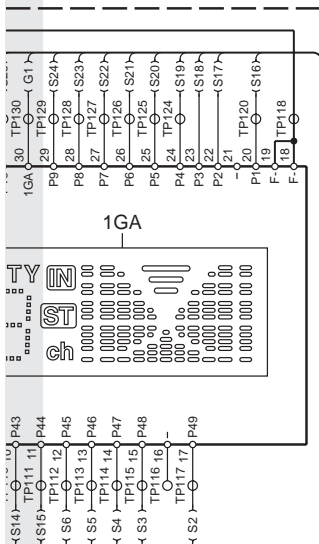 G1
S24
S23
S22
S21
S20
S19
S18
S17
S16
TP130
TP129
TP128
TP127
TP126
TP125
TP124
TP120
TP118
30
29
28
27
26
25
24
23
22
21
20
19
18
1GA
P9
P8
P7
P6
P5
P4
P3
P2
–
P1
F-
F-
1GA
TY IN
ST
ch
P43
P44
P45
P46
P47
P48
–
P49
10
11
12
13
14
15
16
17
TP111
TP112
TP113
TP114
TP115
TP116
TP117
S14
S15
S6
S5
S4
S3
S2